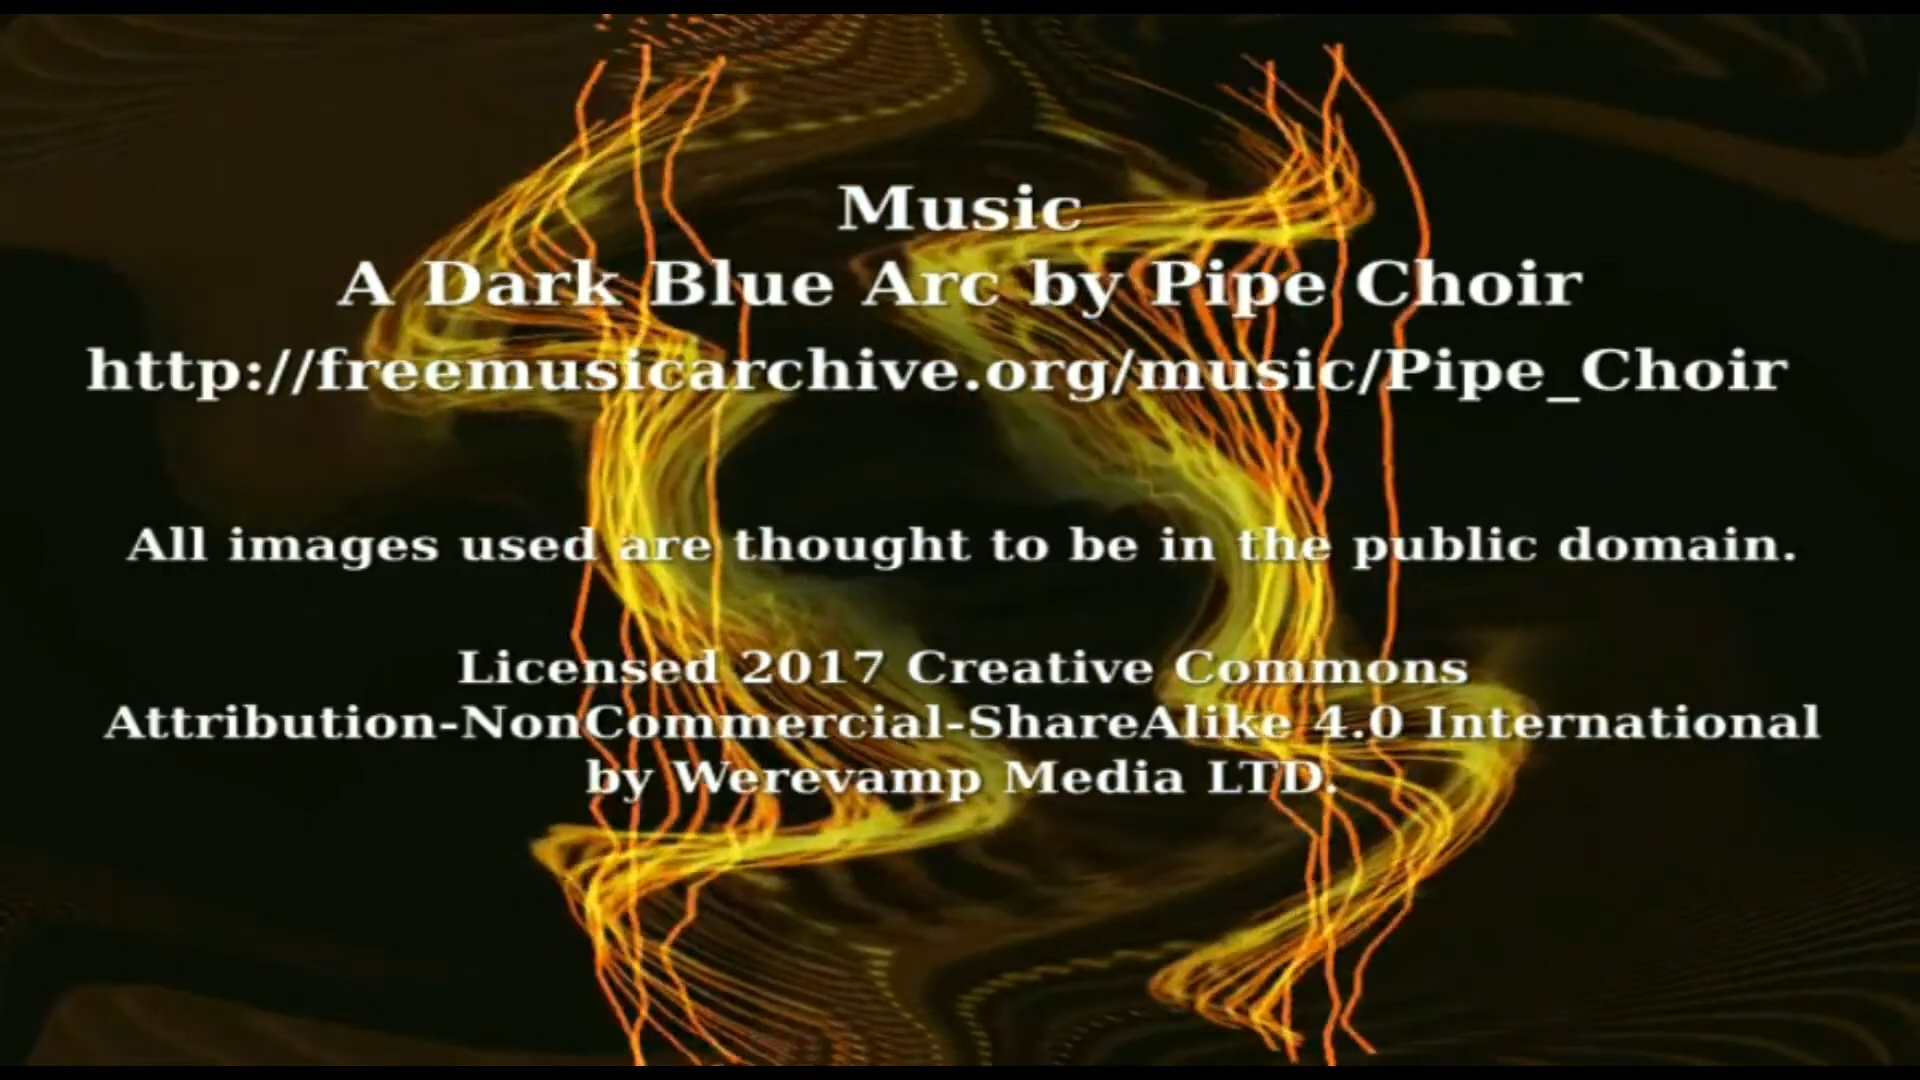 Music
A Dark Blue Arc by Pipe Choir
http://freemusicarchive.org/music/Pipe_Choir
All images used are thought to be in the public domain.
Licensed 2017 Creative Commons
Attribution-NonCommercial-ShareAlike 4.0 International
by Werevamp Media LTD.